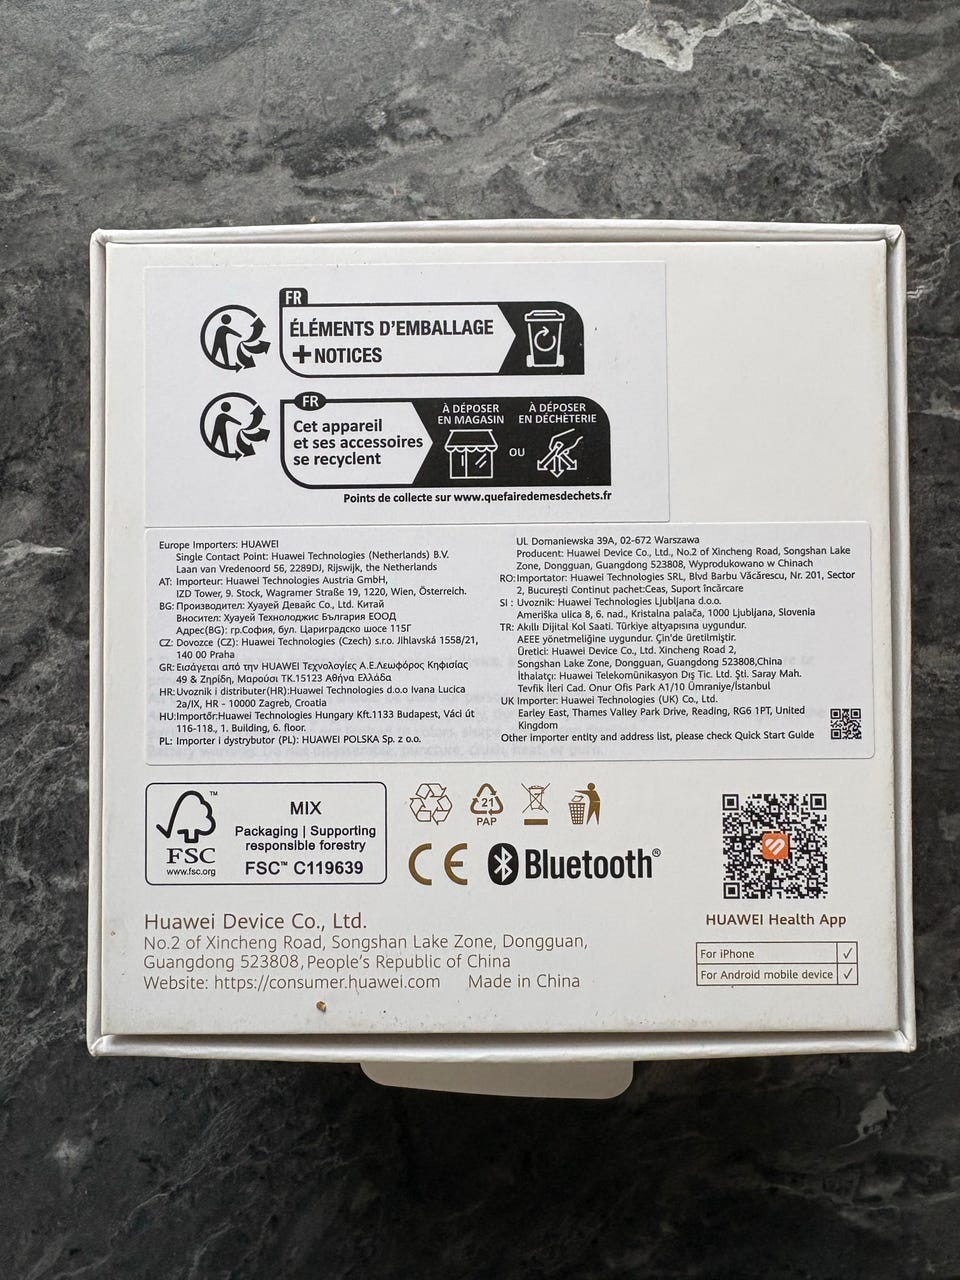 FR
ÉLÉMENTS D'EMBALLAGE
+ NOTICES
FR
Cet appareil
et ses accessoires
se recyclent
À DÉPOSER
EN MAGASIN
OU
À DÉPOSER
EN DÉCHÈTERIE
Points de collecte sur www.quefairedemesdechets.fr
Europe Importers: HUAWEI
Single Contact Point: Huawei Technologies (Netherlands) B.V.
Laan van Vredenoord 56, 2289DJ, Rijswijk, the Netherlands
AT: Importeur: Huawei Technologies Austria GmbH,
IZD Tower, 9. Stock, Wagramer Straße 19, 1220, Wien, Österreich.
BG: Производител: Хуауей Девайс Со., Ltd. Китай
Вносител: Хуауей Технолоджис България ЕООД
Адрес(BG): гр.София, бул. Цариградско шосе 115Г
CZ: Dovozce (CZ): Huawei Technologies (Czech) s.r.o. Jihlavská 1558/21,
140 00 Praha
GR: Εισάγεται από την HUAWEI Τεχνολογίες Α.Ε.Λεωφόρος Κηφισίας
49 & Ζηρίδη, Μαρούσι ΤΚ.15123 Αθήνα Ελλάδα
HR: Uvoznik i distributer(HR):Huawei Technologies d.o.o Ivana Lucica
2a/IX, HR - 10000 Zagreb, Croatia
HU: Importőr:Huawei Technologies Hungary Kft.1133 Budapest, Váci út
116-118., 1. Building, 6. floor.
PL: Importer i dystrybutor (PL): HUAWEI POLSKA Sp. z o.o.
UL Domaniewska 39A, 02-672 Warszawa
Producent: Huawei Device Co., Ltd., No.2 of Xincheng Road, Songshan Lake
Zone, Dongguan, Guangdong 523808, Wyprodukowano w Chinach
RO: Importator: Huawei Technologies SRL, Blvd Barbu Văcărescu, Nr. 201, Sector
2, București Continut pachet:Ceas, Suport încărcare
SI : Uvoznik: Huawei Technologies Ljubljana d.o.o.
Ameriška ulica 8, 6. nad., Kristalna palača, 1000 Ljubljana, Slovenia
TR: Akıllı Dijital Kol Saati. Türkiye altyapısına uygundur.
AEEE yönetmeliğine uygundur. Çin'de üretilmiştir.
Üretici: Huawei Device Co., Ltd. Xincheng Road 2,
Songshan Lake Zone, Dongguan, Guangdong 523808,China
İthalatçı: Huawei Telekomünikasyon Dış Tic. Ltd. Şti. Saray Mah.
Tevfik İleri Cad. Onur Ofis Park A1/10 Ümraniye/İstanbul
UK Importer: Huawei Technologies (UK) Co., Ltd.
Earley East, Thames Valley Park Drive, Reading, RG6 1PT, United
Kingdom
Other importer entity and address list, please check Quick Start Guide
FSC
www.fsc.org
MIX
Packaging | Supporting
responsible forestry
FSC™ C119639
21
PAP
CE
Bluetooth®
HUAWEI Health App
For iPhone ✓
For Android mobile device ✓
Huawei Device Co., Ltd.
No.2 of Xincheng Road, Songshan Lake Zone, Dongguan,
Guangdong 523808, People's Republic of China
Website: https://consumer.huawei.com Made in China